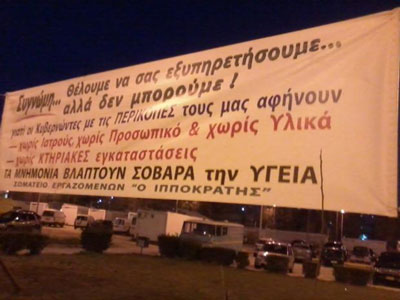 Συγνώμη... Θέλουμε να σας εξυπηρετήσουμε...
αλλά δεν μπορούμε!
γιατί οι Κυβερνώντες με τις ΠΕΡΙΚΟΠΕΣ τους μας αφήνουν
-χωρίς Ιατρούς, χωρίς Προσωπικό & χωρίς Υλικά
-χωρίς ΚΤΗΡΙΑΚΕΣ εγκαταστάσεις
ΤΑ ΜΝΗΜΟΝΙΑ ΒΛΑΠΤΟΥΝ ΣΟΒΑΡΑ την ΥΓΕΙΑ
ΣΩΜΑΤΕΙΟ ΕΡΓΑΖΟΜΕΝΩΝ "Ο ΙΠΠΟΚΡΑΤΗΣ"